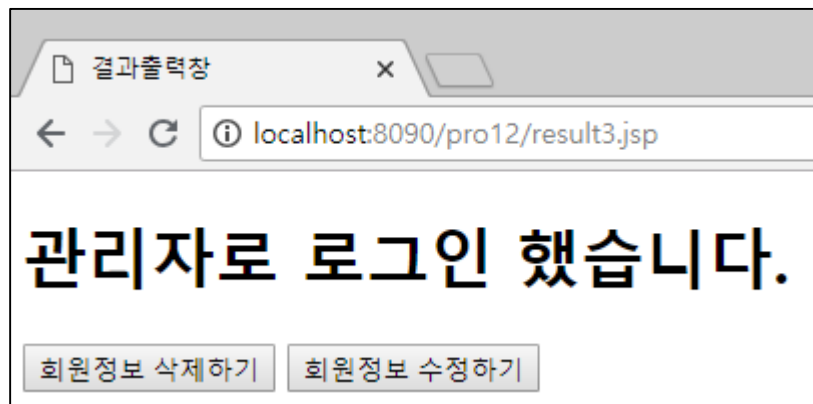 결과출력창
localhost:8090/pro12/result3.jsp
관리자로 로그인 했습니다.
회원정보 삭제하기 회원정보 수정하기